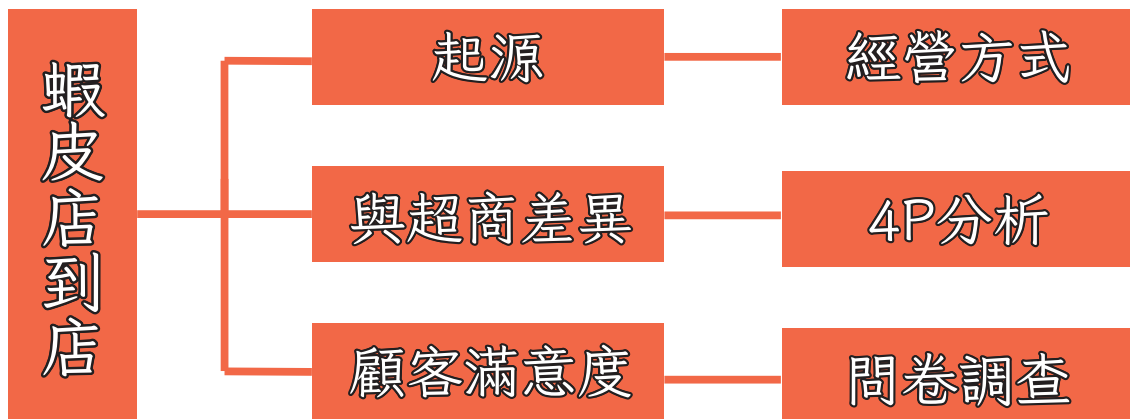 蝦皮店到店
起源
經營方式
與超商差異
4P分析
顧客滿意度
問卷調查